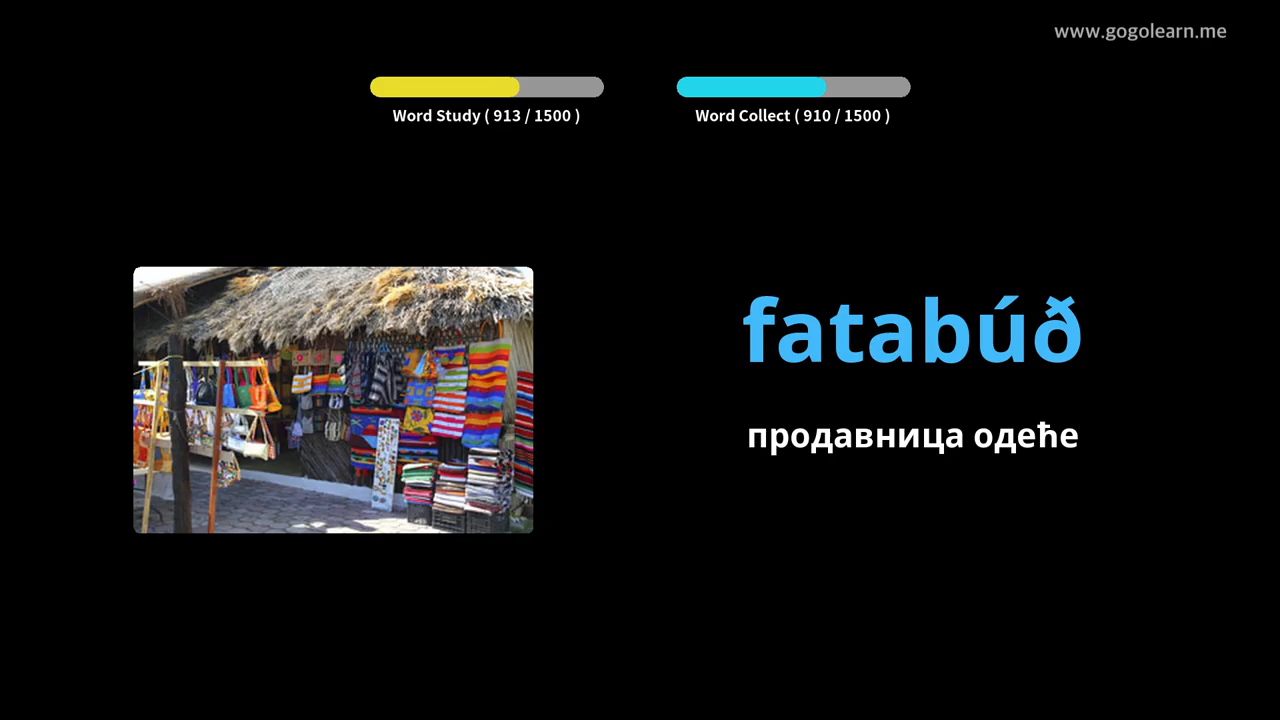 www.gogolearn.me
Word Study ( 913 / 1500 )
Word Collect ( 910 / 1500 )
fatabúð
продавница одеће